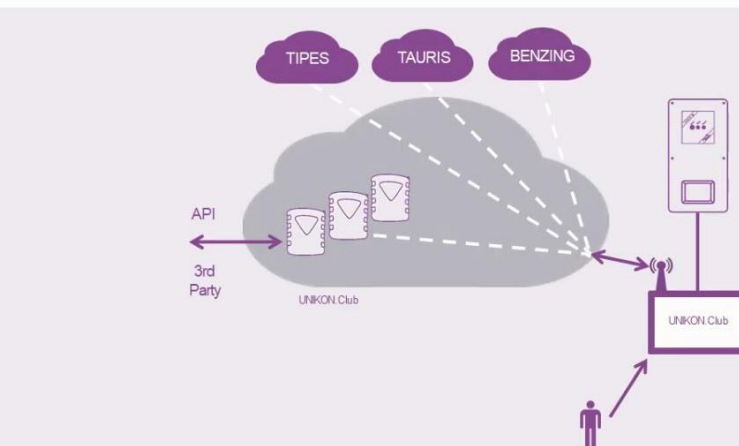 TIPES
TAURIS
BENZING
API
3rd
Party
UNIKON.Club
UNIKON.Club